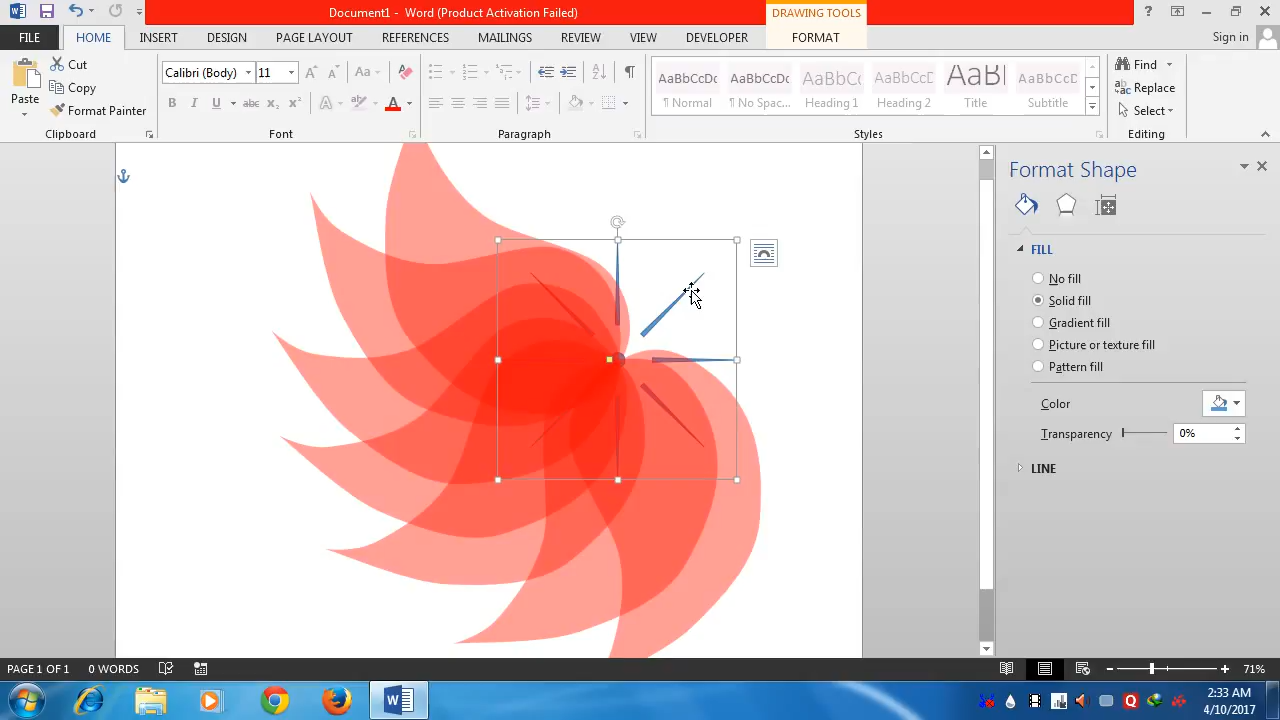 Document1 - Word (Product Activation Failed)
DRAWING TOOLS
FILE HOME INSERT DESIGN PAGE LAYOUT REFERENCES MAILINGS REVIEW VIEW DEVELOPER FORMAT Sign in
Paste
Cut
Copy
Format Painter
Clipboard
Calibri (Body) 11
Font
Paragraph
AaBbCcDc AaBbCcDc AaBbCc AaBbCcD AaBl AaBbCcD
¶ Normal ¶ No Spac... Heading 1 Heading 2 Title Subtitle
Styles
Find
Replace
Select
Editing
Format Shape
FILL
No fill
Solid fill
Gradient fill
Picture or texture fill
Pattern fill
Color
Transparency 0%
LINE
PAGE 1 OF 1 0 WORDS 71%
2:33 AM
4/10/2017